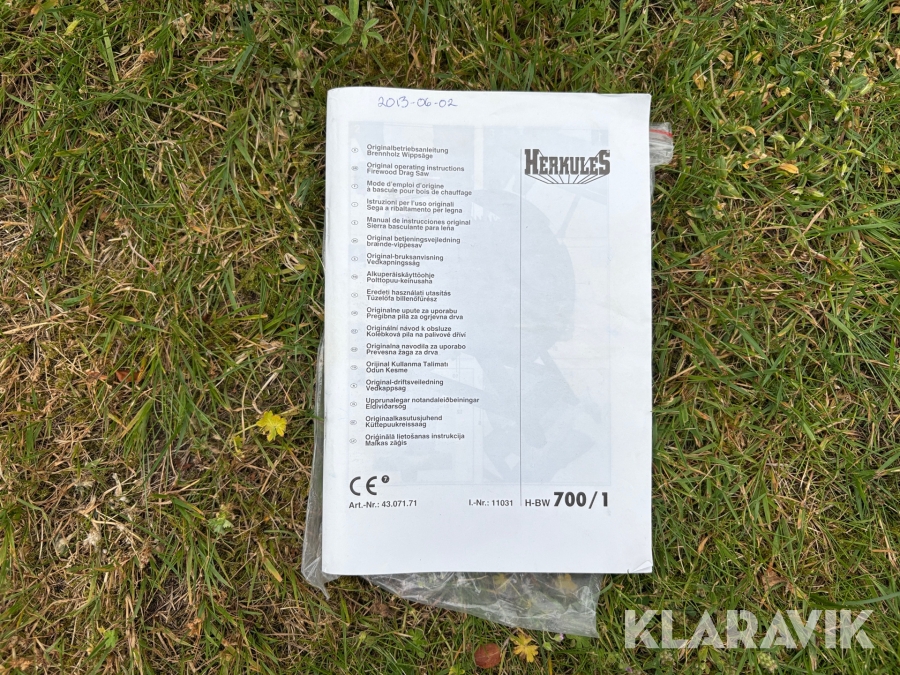 2013-06-02
HERKULES
Originalbetriebsanleitung
Brennholz Wippsäge
Original operating instructions
Firewood Drag Saw
Mode d'emploi d'origine
à bascule pour bois de chauffage
Istruzioni per l'uso originali
Sega a ribaltamento per legna
Manual de instrucciones original
Sierra basculante para leña
Original betjeningsvejledning
brænde-vippesav
Original-bruksanvisning
Vedkapningssåg
Alkuperäiskäyttöohje
Polttopuu-keinusaha
Eredeti használati utasítás
Tüzelőfa billenőfűrész
Originalne upute za uporabu
Pregibna pila za ogrjevna drva
Originální návod k obsluze
Kolébková pila na palivové dříví
Originalna navodila za uporabo
Prevesna žaga za drva
Orijinal Kullanma Talimatı
Odun Kesme
Original-driftsveiledning
Vedkappsag
Upprunalegar notandaleiðbeiningar
Eldiviðarsög
Originaalkasutusjuhend
Küttepuukreissaag
Oriģinālā lietošanas instrukcija
Malkas zāģis
CE 7
Art.-Nr.: 43.071.71
I.-Nr.: 11031
H-BW 700/1
KLARAVIK